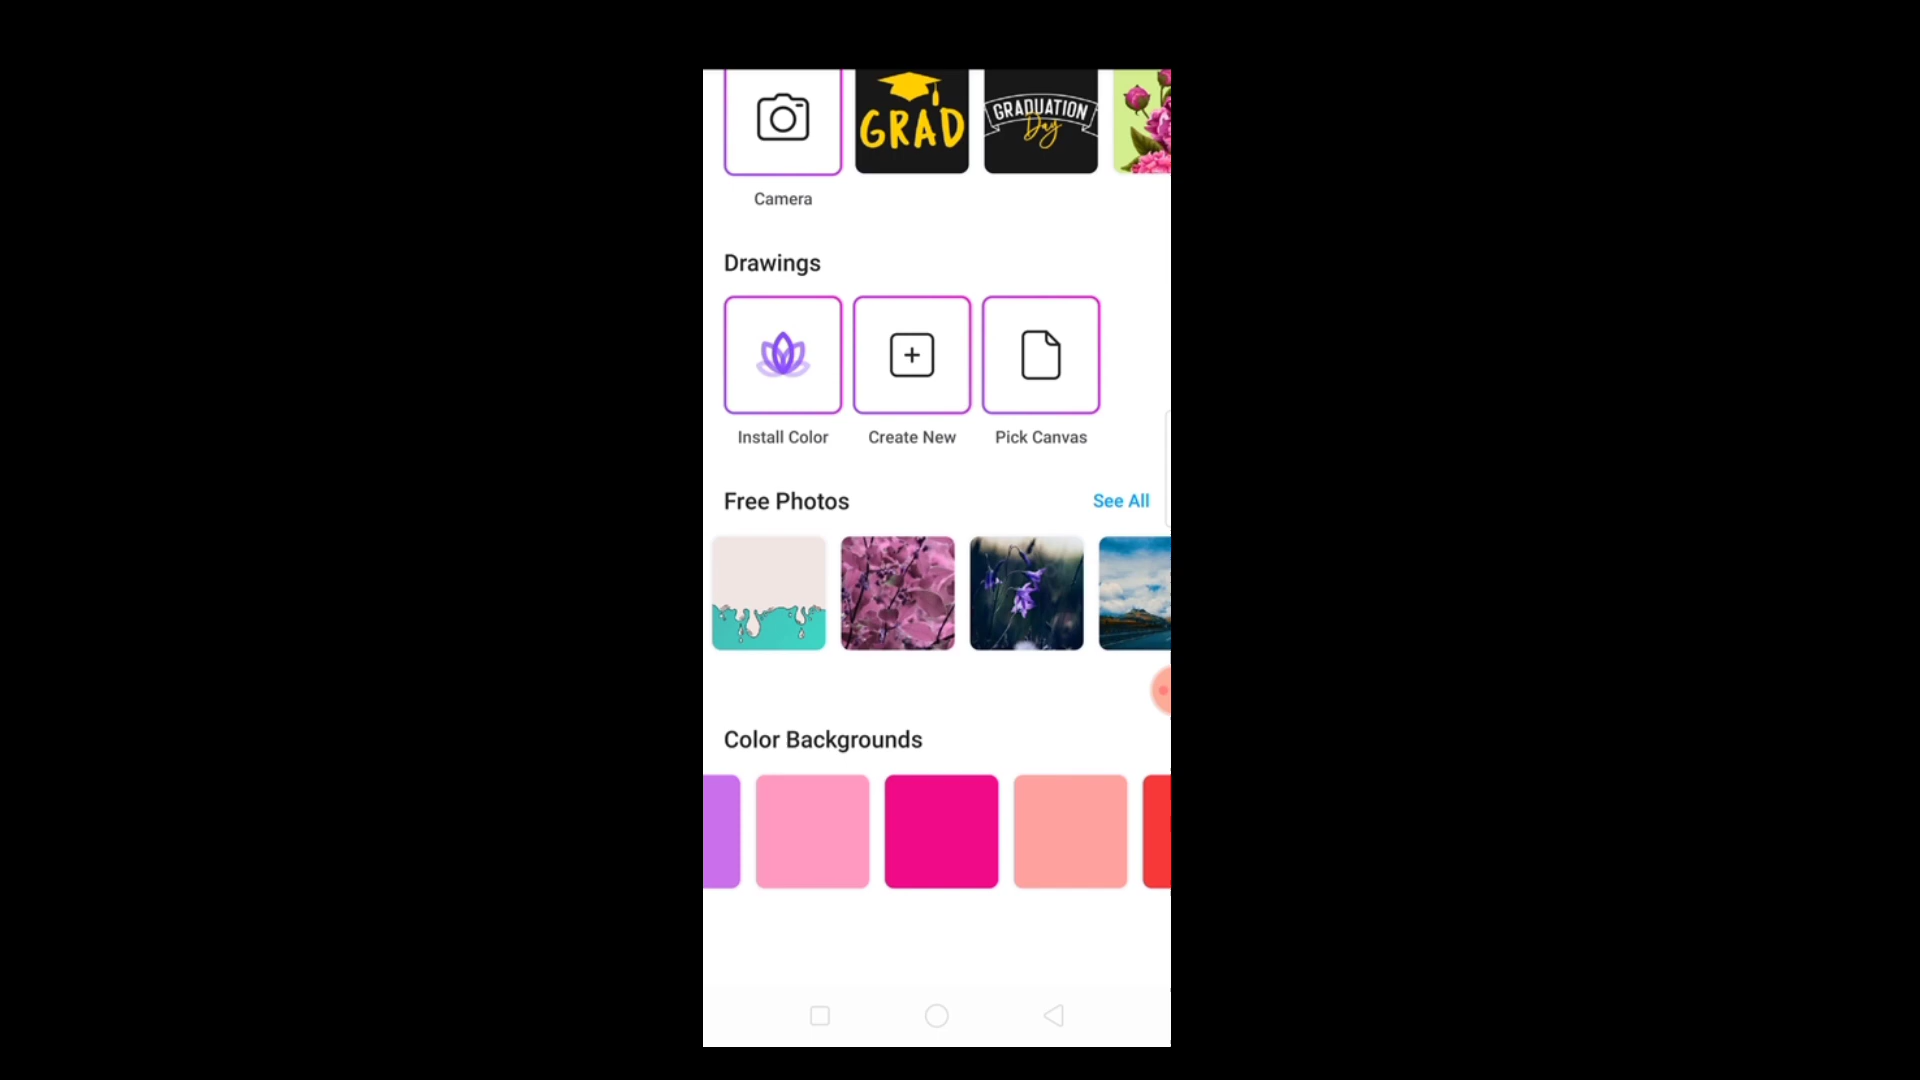 GRAD
GRADUATION
Day
Camera
Drawings
Install Color
Create New
Pick Canvas
Free Photos
See All
Color Backgrounds